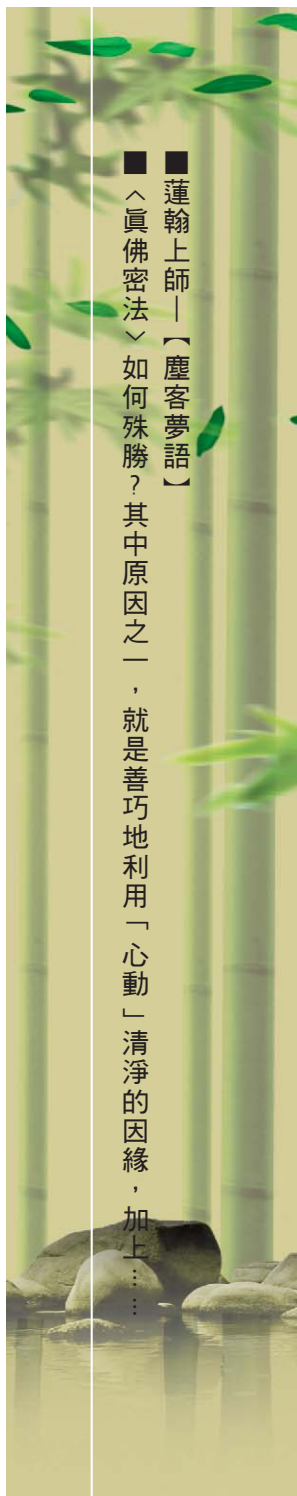 ■蓮翰上師—【塵客夢語】
■〈眞佛密法〉如何殊勝?其中原因之一,就是善巧地利用「心動」清淨的因緣,加上……